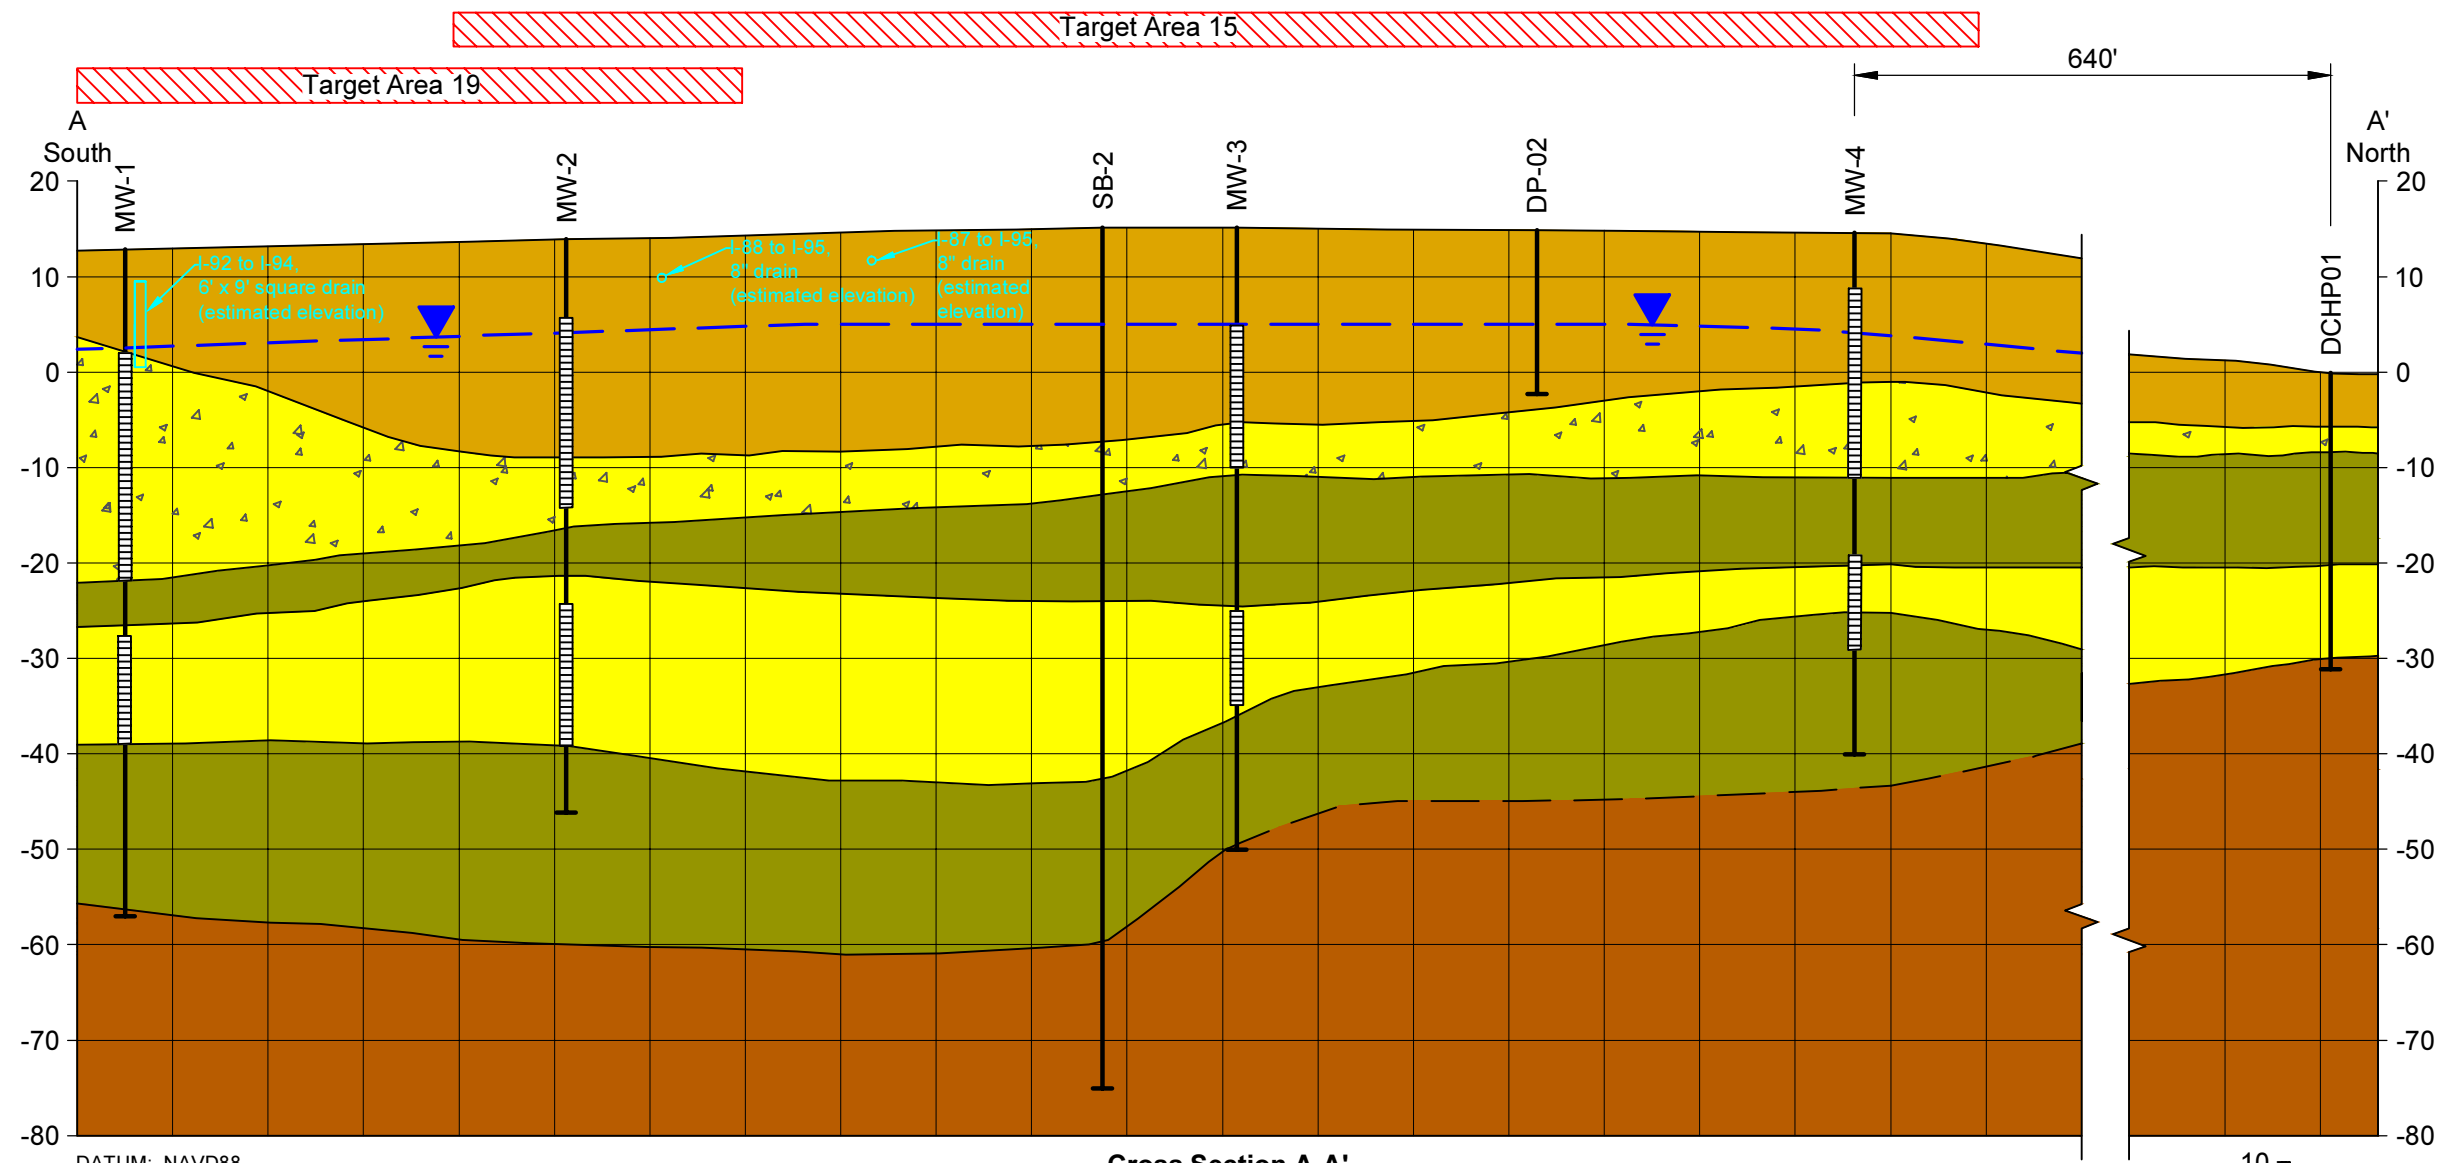 Target Area 15
640'
Target Area 19
A
South
A'
North
MW-1
MW-2
SB-2
MW-3
DP-02
MW-4
DCHP01
20
10
0
-10
-20
-30
-40
-50
-60
-70
-80
I-92 to I-94,
6' x 9' square drain
(estimated elevation)
I-88 to I-95,
8" drain
(estimated elevation)
I-87 to I-95,
8" drain
(estimated
elevation)
20
10
0
-10
-20
-30
-40
-50
-60
-70
-80
DATUM: NAVD88
Cross Section A-A'
10